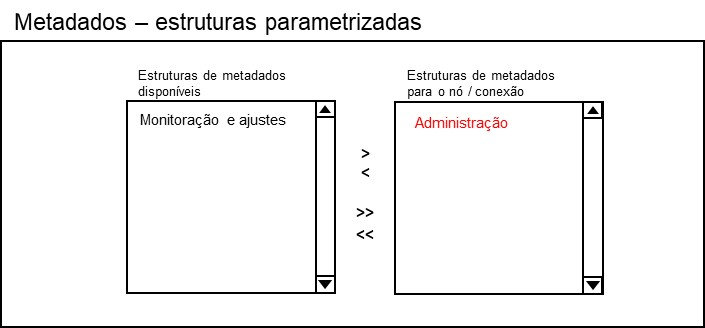 Metadados – estruturas parametrizadas
Estruturas de metadados
disponíveis
Monitoração e ajustes
>
<
>>
<<
Estruturas de metadados
para o nó / conexão
Administração